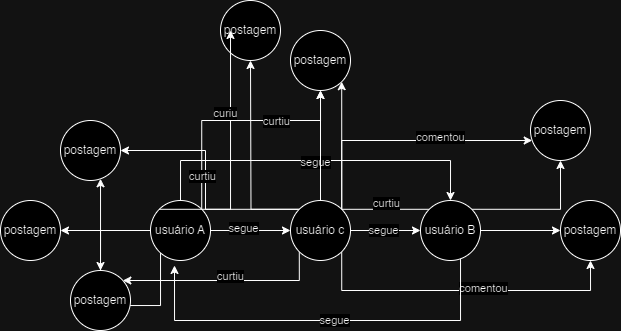 postagem
postagem
curtiu
curtiu
postagem
comentou
postagem
segue
curtiu
curtiu
postagem
usuário A
segue
usuário c
segue
usuário B
postagem
curtiu
comentou
postagem
segue